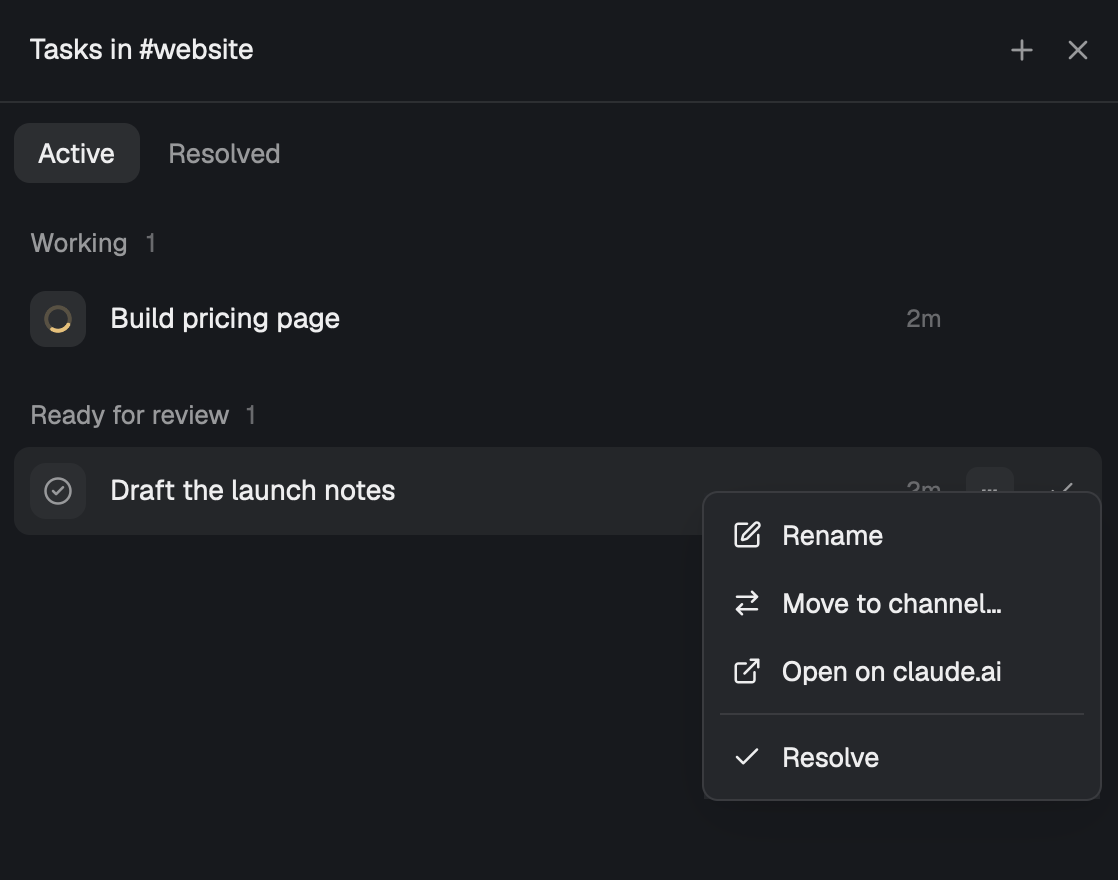 Tasks in #website
Active
Resolved
Working 1
Build pricing page
2m
Ready for review 1
Draft the launch notes
2m
Rename
Move to channel...
Open on claude.ai
Resolve